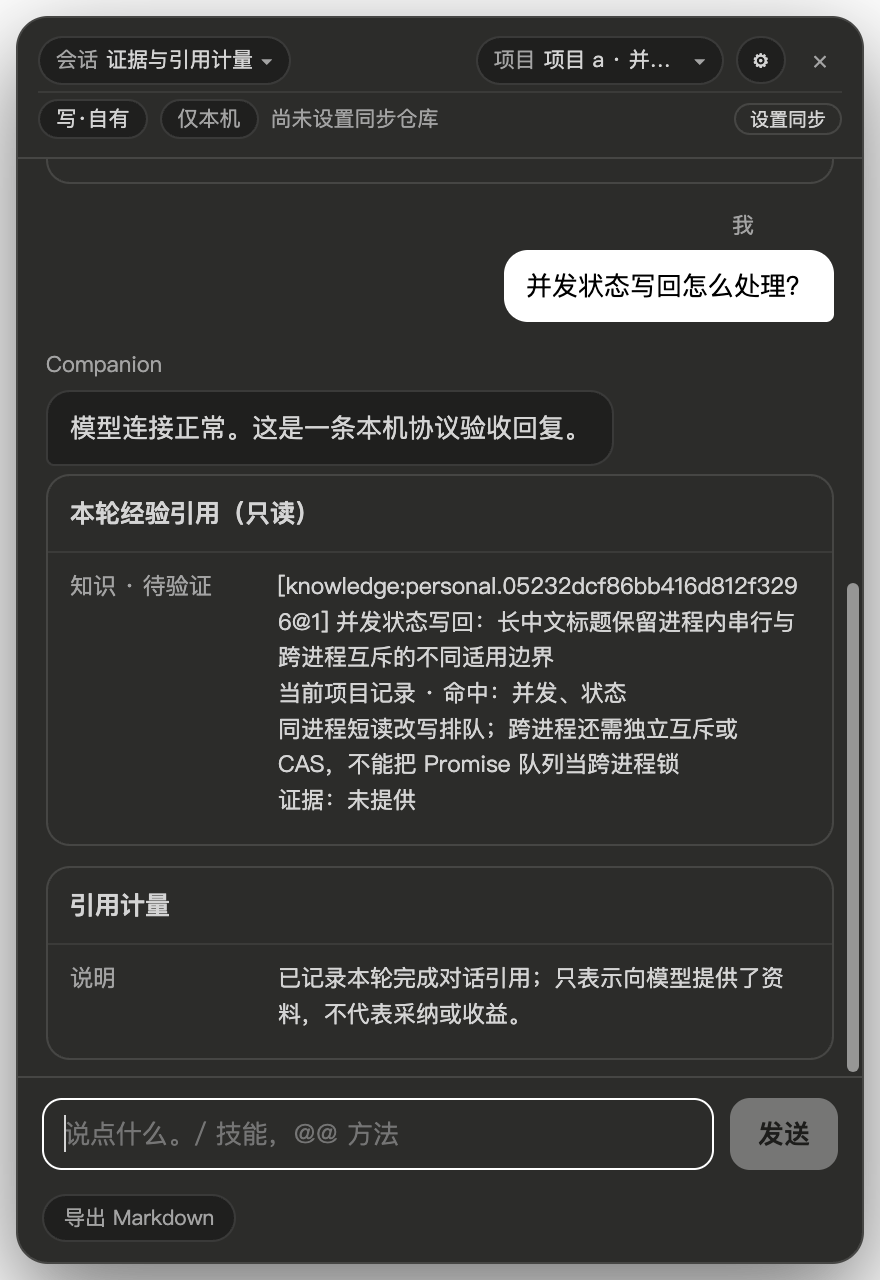 会话 证据与引用计量
项目 项目 a · 并…
写·自有
仅本机
尚未设置同步仓库
设置同步
我
并发状态写回怎么处理?
Companion
模型连接正常。这是一条本机协议验收回复。
本轮经验引用（只读）
知识 · 待验证
[knowledge:personal.05232dcf86bb416d812f329
6@1] 并发状态写回：长中文标题保留进程内串行与
跨进程互斥的不同适用边界
当前项目记录 · 命中：并发、状态
同进程短读改写排队；跨进程还需独立互斥或
CAS，不能把 Promise 队列当跨进程锁
证据：未提供
引用计量
说明
已记录本轮完成对话引用；只表示向模型提供了资
料，不代表采纳或收益。
说点什么。/ 技能，@@ 方法
发送
导出 Markdown